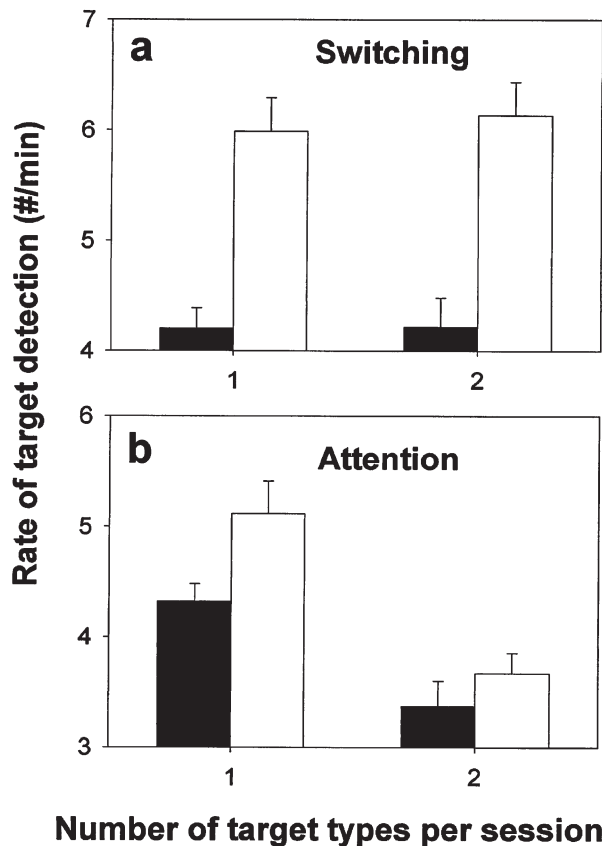 Rate of target detection (#/min)
a
Switching
7
6
5
4
1
2
b
Attention
6
5
4
3
1
2
Number of target types per session